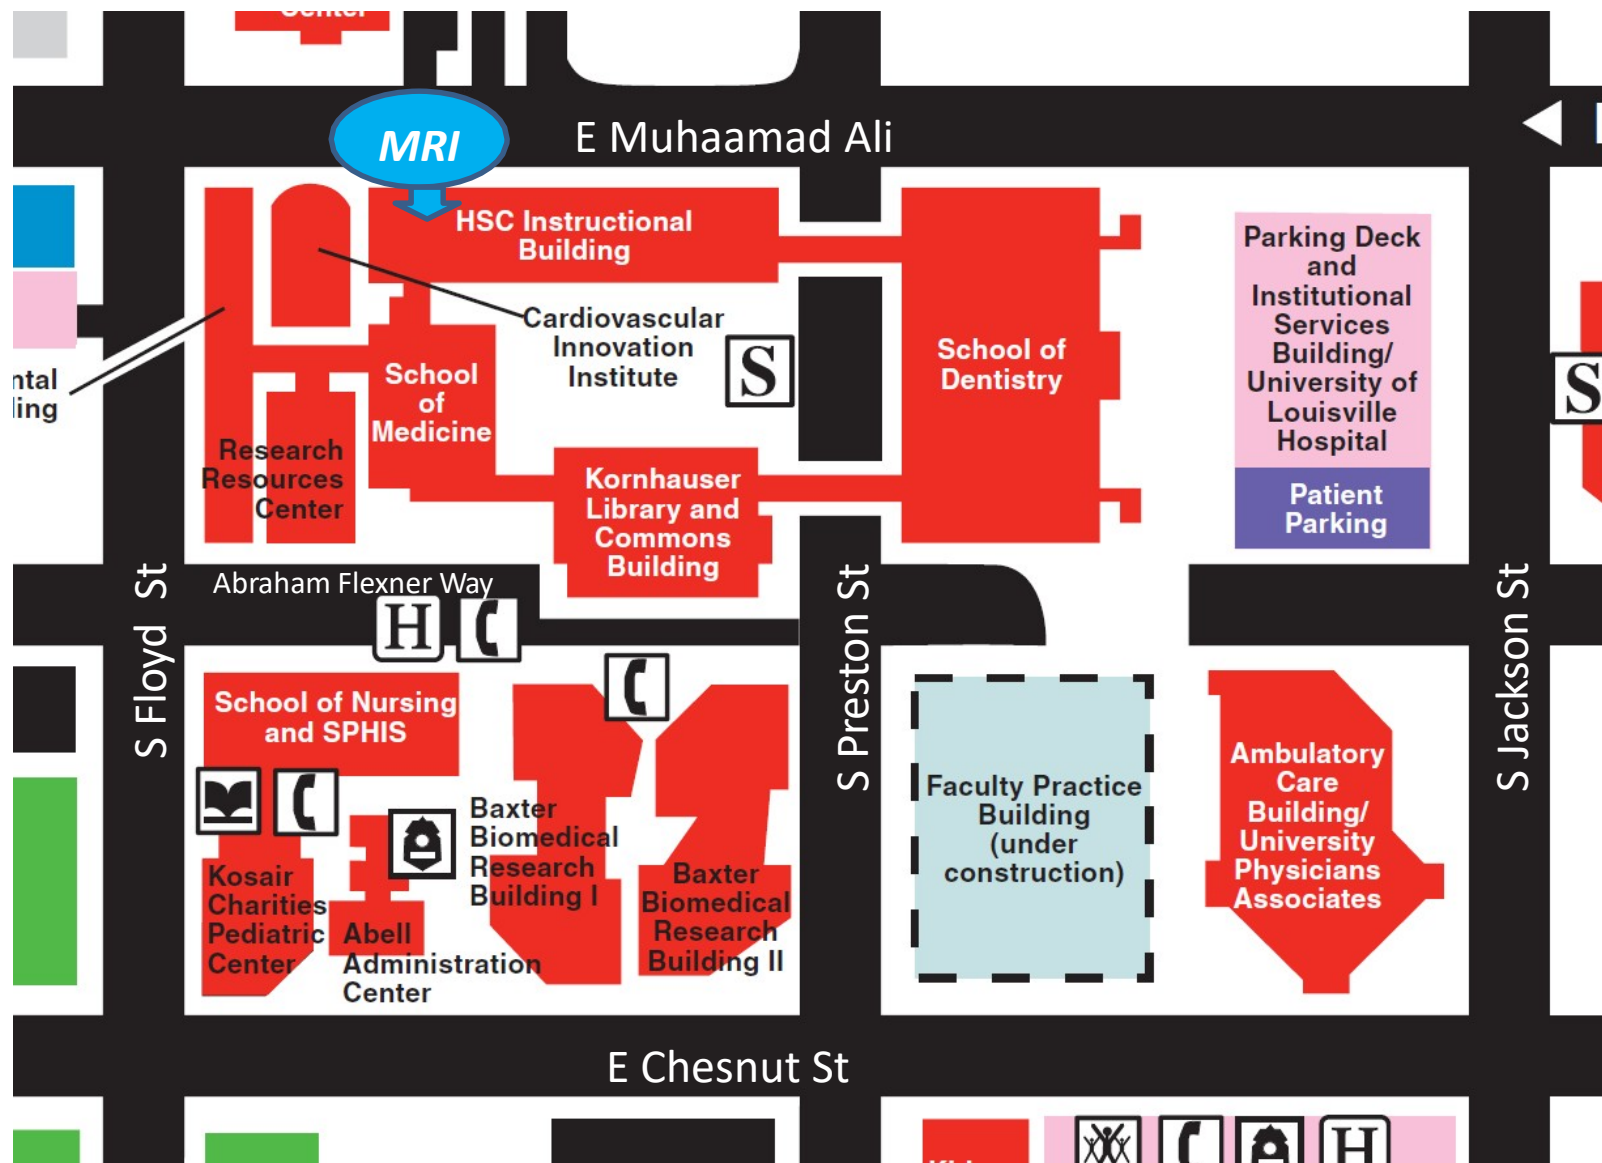 Center
E Muhaamad Ali
MRI
HSC Instructional
Building
Cardiovascular
Innovation
Institute
S
School of
Dentistry
Parking Deck
and
Institutional
Services
Building/
University of
Louisville
Hospital
Patient
Parking
S
ntal
ling
School
of
Medicine
Research
Resources
Center
Kornhauser
Library and
Commons
Building
Abraham Flexner Way
H
S Floyd St
S Preston St
S Jackson St
School of Nursing
and SPHIS
Baxter
Biomedical
Research
Building I
Baxter
Biomedical
Research
Building II
Kosair
Charities
Pediatric
Center
Abell
Administration
Center
Faculty Practice
Building
(under
construction)
Ambulatory
Care
Building/
University
Physicians
Associates
E Chesnut St
H